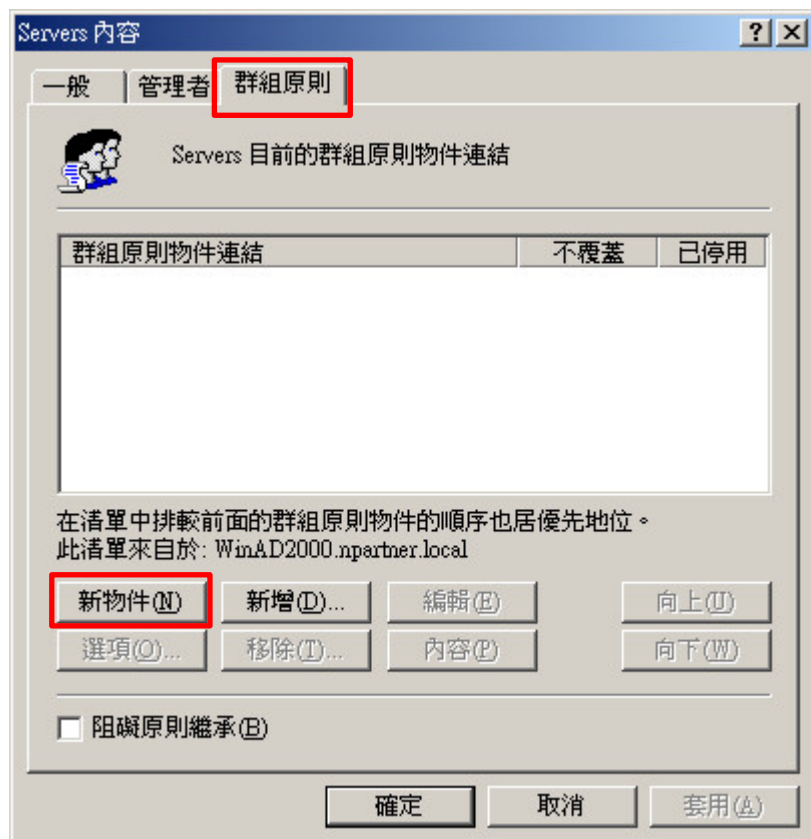 Servers 內容
一般 管理者 群組原則
Servers 目前的群組原則物件連結
群組原則物件連結 不覆蓋 已停用
在清單中排較前面的群組原則物件的順序也居優先地位。
此清單來自於: WinAD2000.npartner.local
新物件(N) 新增(D)... 編輯(E) 向上(U)
選項(O)... 移除(T)... 內容(P) 向下(W)
阻礙原則繼承(B)
確定 取消 套用(A)